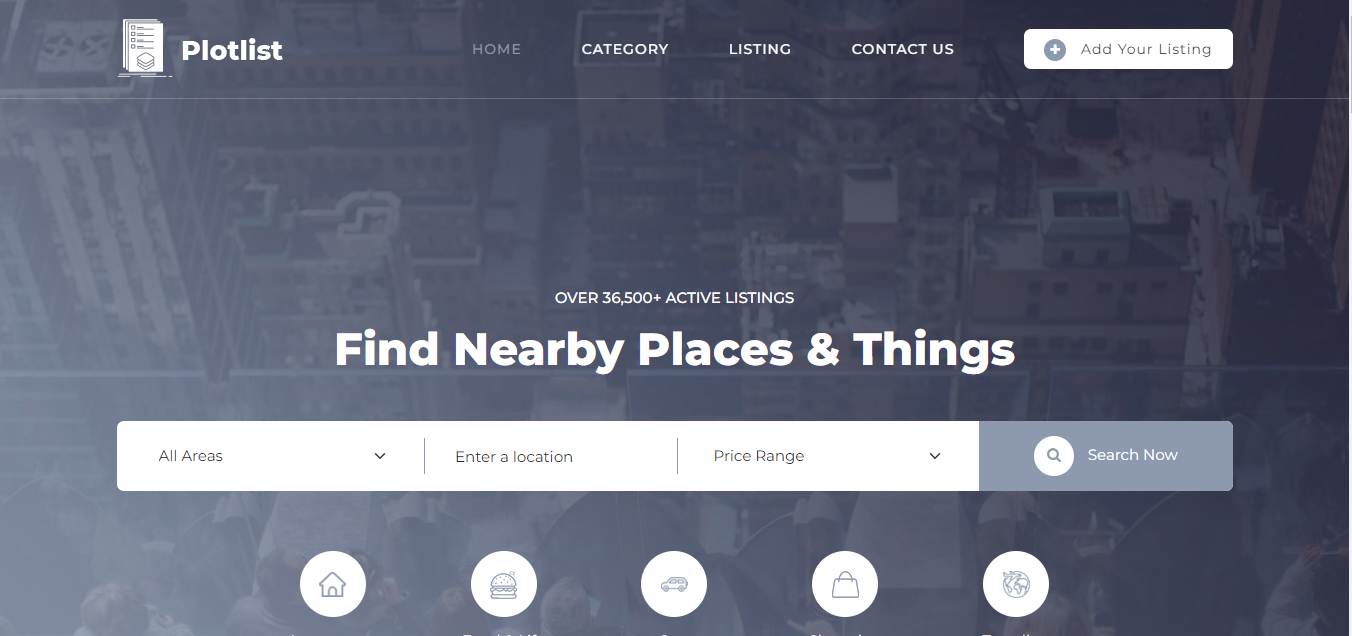 Plotlist
HOME
CATEGORY
LISTING
CONTACT US
Add Your Listing
OVER 36,500+ ACTIVE LISTINGS
Find Nearby Places & Things
All Areas
Enter a location
Price Range
Search Now